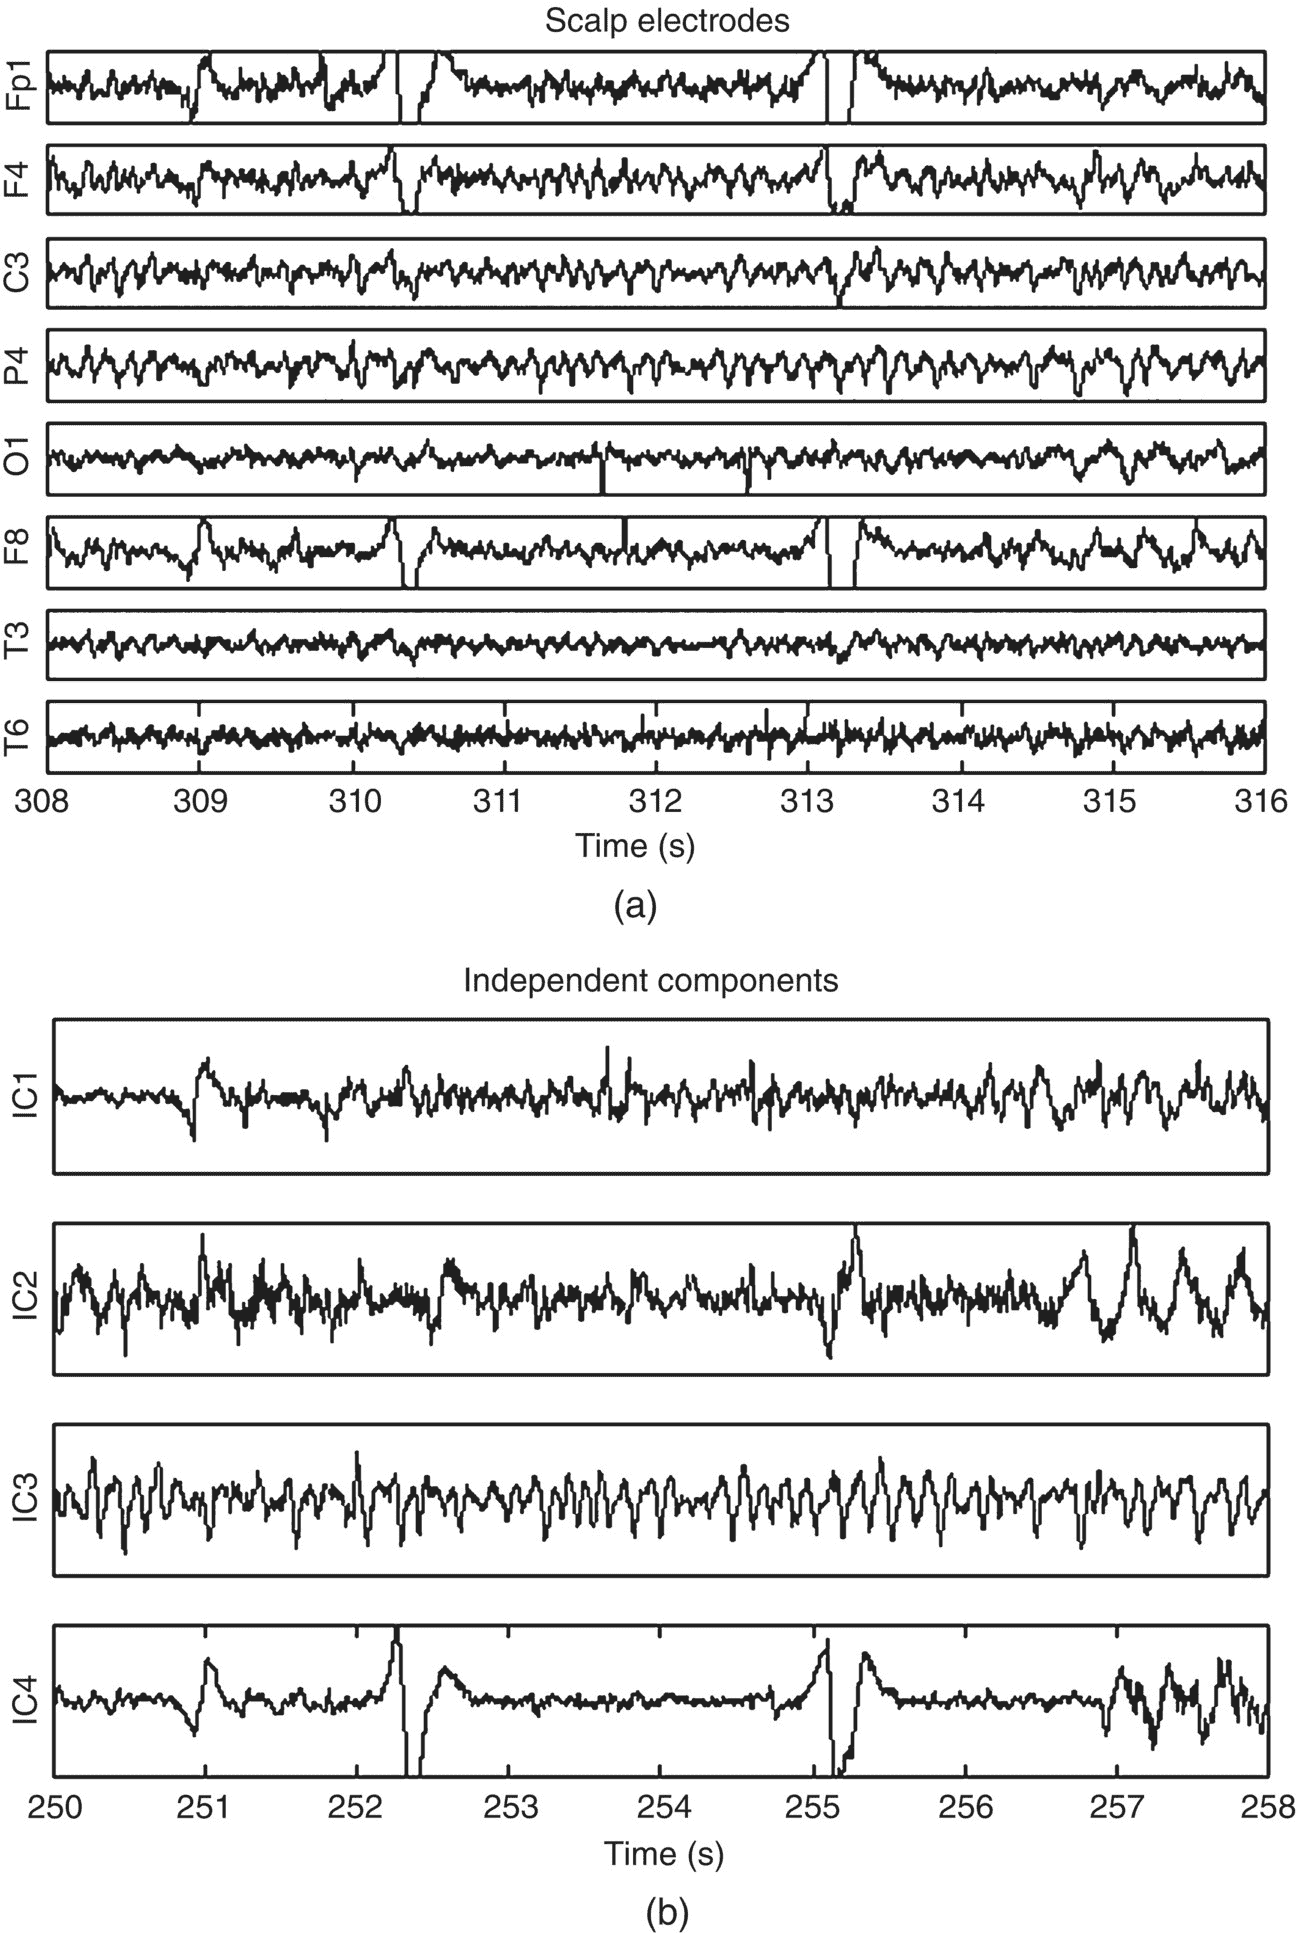 Scalp electrodes
Fp1
F4
C3
P4
O1
F8
T3
T6
308 309 310 311 312 313 314 315 316
Time (s)
(a)
Independent components
IC1
IC2
IC3
IC4
250 251 252 253 254 255 256 257 258
Time (s)
(b)